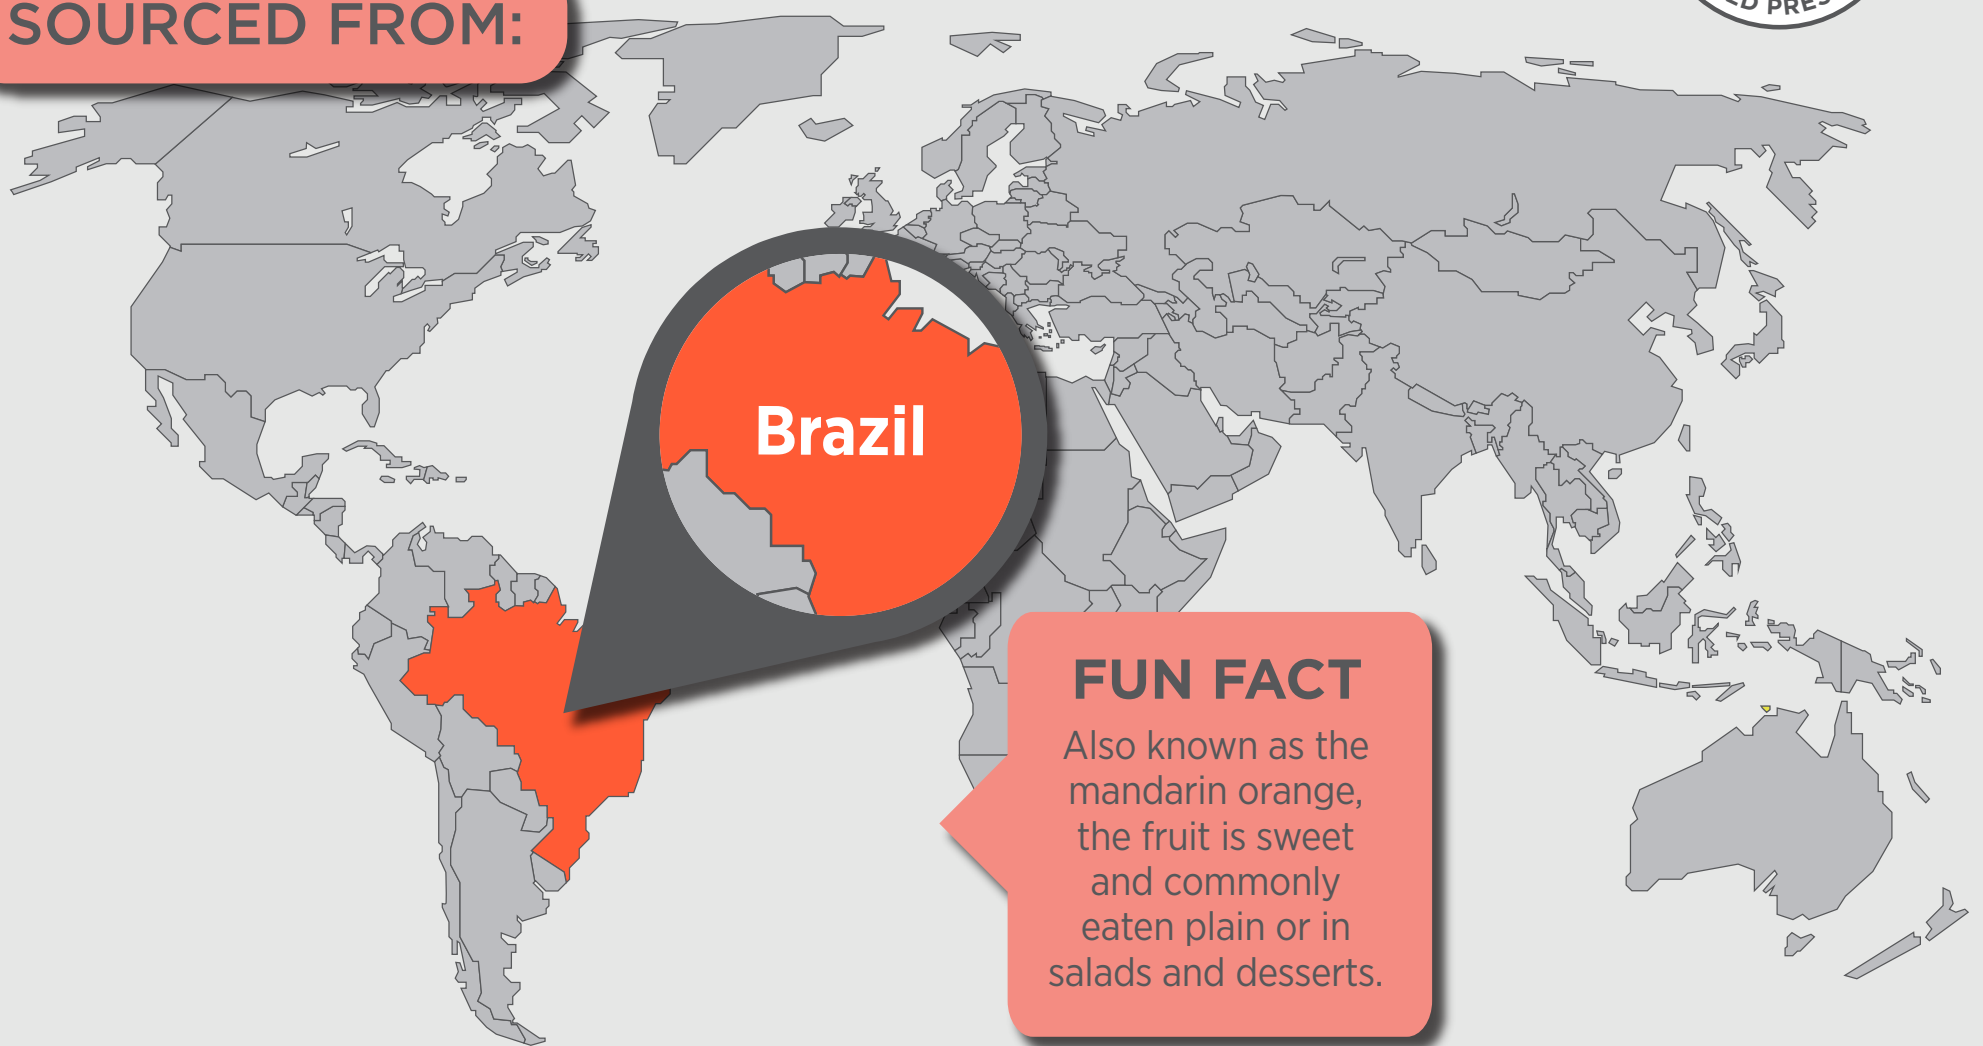 SOURCED FROM:
Brazil
FUN FACT
Also known as the
mandarin orange,
the fruit is sweet
and commonly
eaten plain or in
salads and desserts.